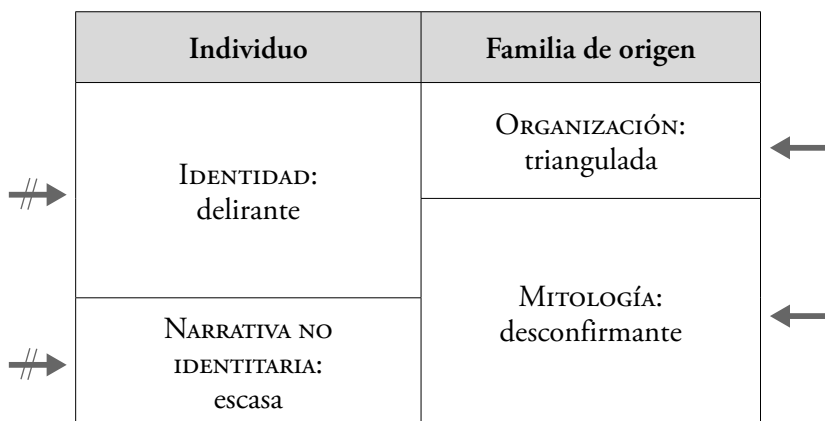 Individuo
Familia de origen
Identidad:
delirante
Narrativa no
identitaria:
escasa
Organización:
triangulada
Mitología:
desconfirmante